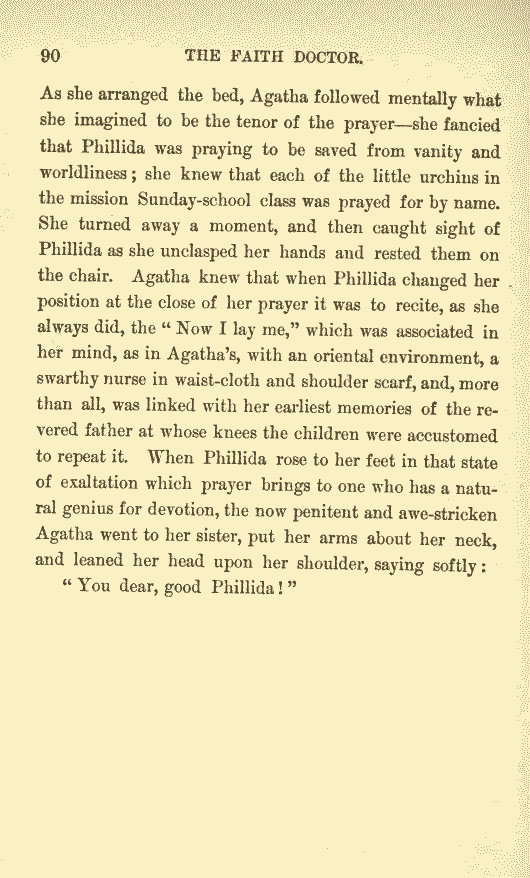 90 THE FAITH DOCTOR.
As she arranged the bed, Agatha followed mentally what
she imagined to be the tenor of the prayer—she fancied
that Phillida was praying to be saved from vanity and
worldliness; she knew that each of the little urchins in
the mission Sunday-school class was prayed for by name.
She turned away a moment, and then caught sight of
Phillida as she unclasped her hands and rested them on
the chair. Agatha knew that when Phillida changed her
position at the close of her prayer it was to recite, as she
always did, the “Now I lay me,” which was associated in
her mind, as in Agatha’s, with an oriental environment, a
swarthy nurse in waist-cloth and shoulder scarf, and, more
than all, was linked with her earliest memories of the re-
vered father at whose knees the children were accustomed
to repeat it. When Phillida rose to her feet in that state
of exaltation which prayer brings to one who has a natu-
ral genius for devotion, the now penitent and awe-stricken
Agatha went to her sister, put her arms about her neck,
and leaned her head upon her shoulder, saying softly:
“You dear, good Phillida!”